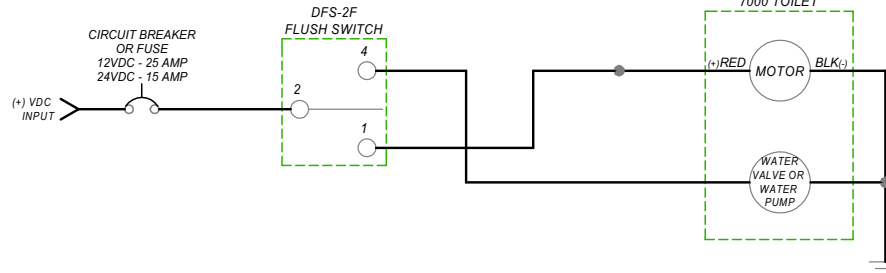 7000 TOILET
DFS-2F
FLUSH SWITCH
CIRCUIT BREAKER
OR FUSE
12VDC - 25 AMP
24VDC - 15 AMP
4
(+)RED
MOTOR
BLK(-)
2
(+) VDC
INPUT
1
WATER
VALVE OR
WATER
PUMP